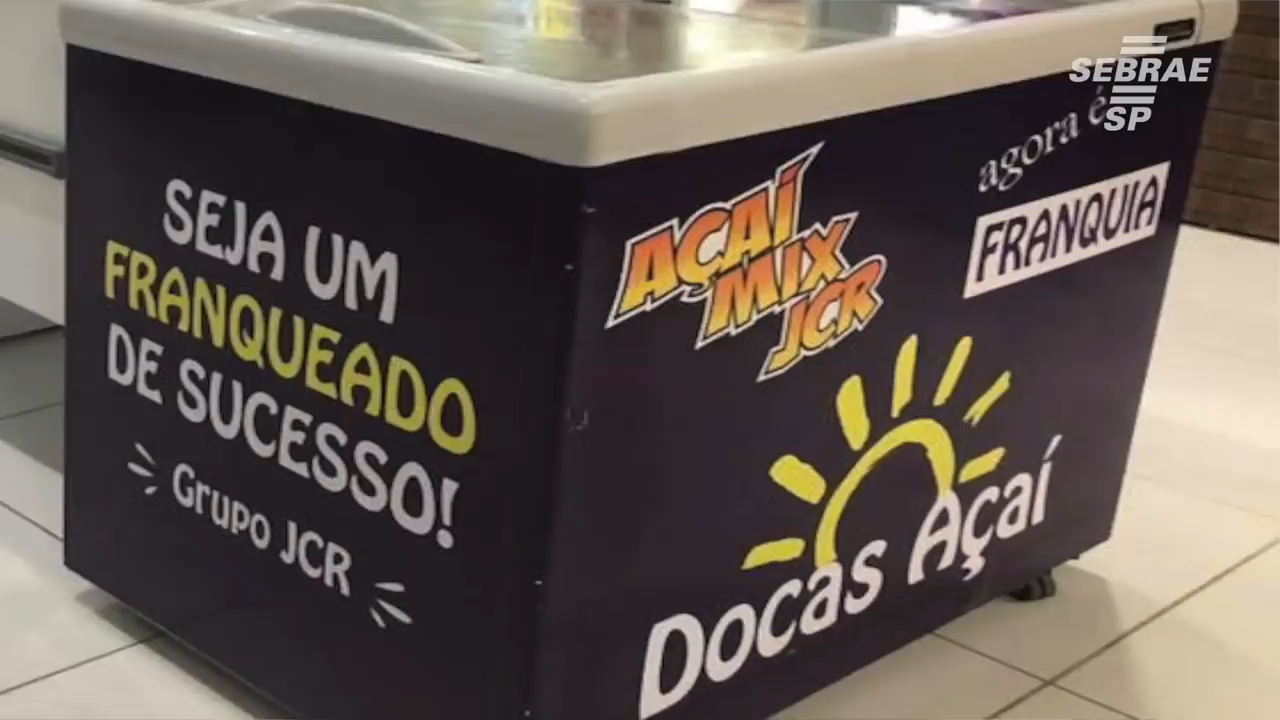 SEBRAE
SP
SEJA UM
FRANQUEADO
DE SUCESSO!
Grupo JCR
AÇAÍ
MIX
JCR
agora é
FRANQUIA
Docas Açaí